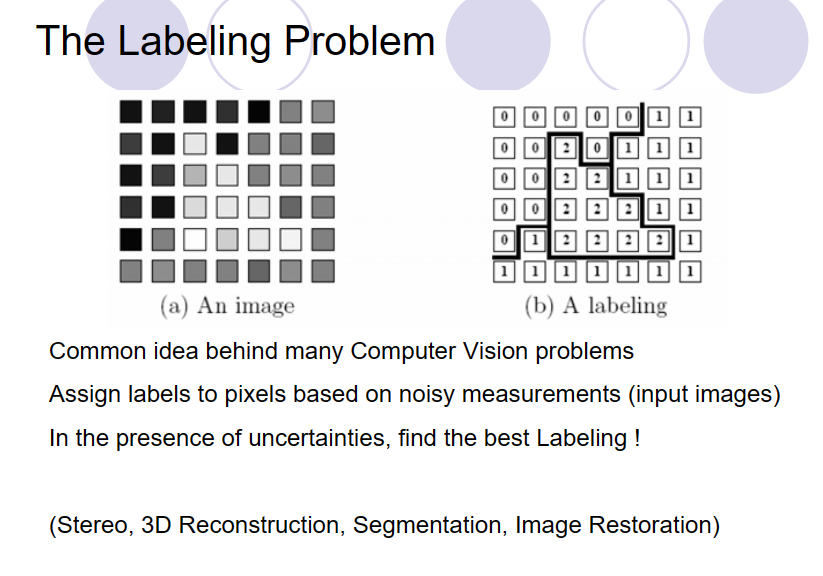 The Labeling Problem
0 0 0 0 0 1 1
0 0 2 0 1 1 1
0 0 2 2 1 1 1
0 0 2 2 2 1 1
0 1 2 2 2 2 1
1 1 1 1 1 1 1
(a) An image
(b) A labeling
Common idea behind many Computer Vision problems
Assign labels to pixels based on noisy measurements (input images)
In the presence of uncertainties, find the best Labeling !
(Stereo, 3D Reconstruction, Segmentation, Image Restoration)